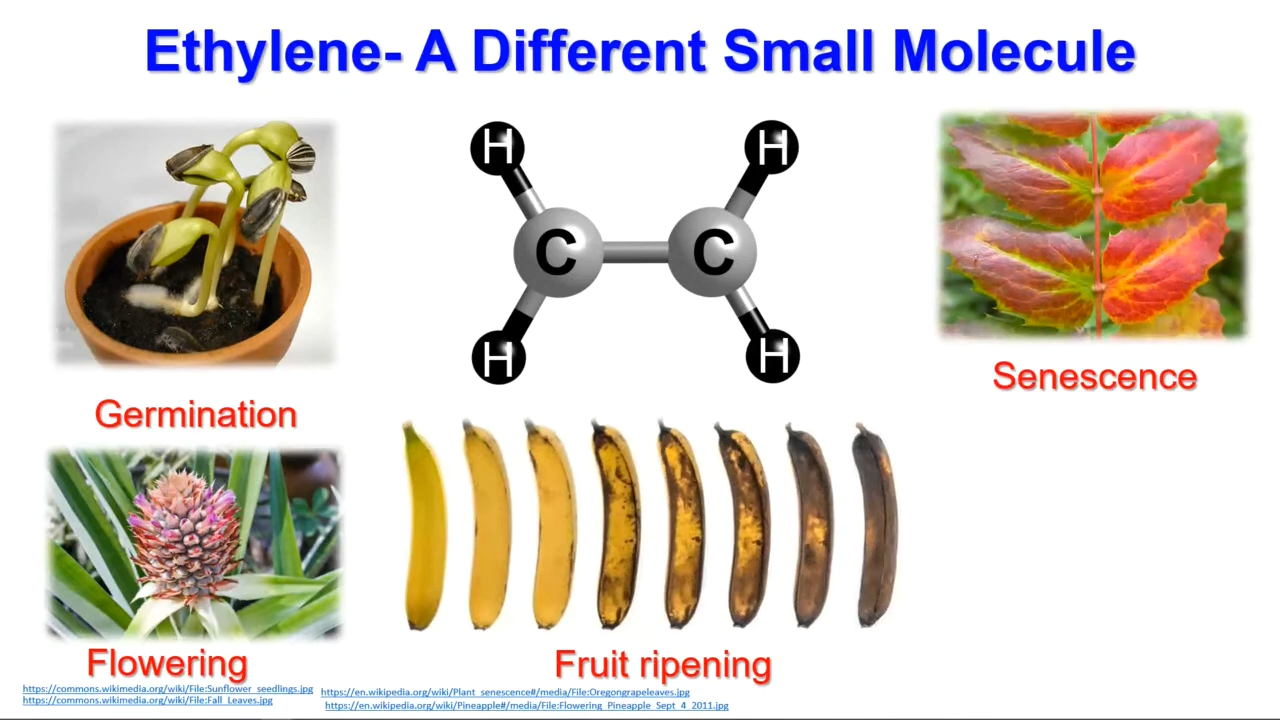 Ethylene- A Different Small Molecule
H
H
C
C
H
H
Germination
Senescence
Flowering
Fruit ripening
https://commons.wikimedia.org/wiki/File:Sunflower_seedlings.jpg
https://commons.wikimedia.org/wiki/File:Fall_Leaves.jpg
https://en.wikipedia.org/wiki/Plant_senescence#/media/File:Oregongrapeleaves.jpg
https://en.wikipedia.org/wiki/Pineapple#/media/File:Flowering_Pineapple_Sept_4_2011.jpg